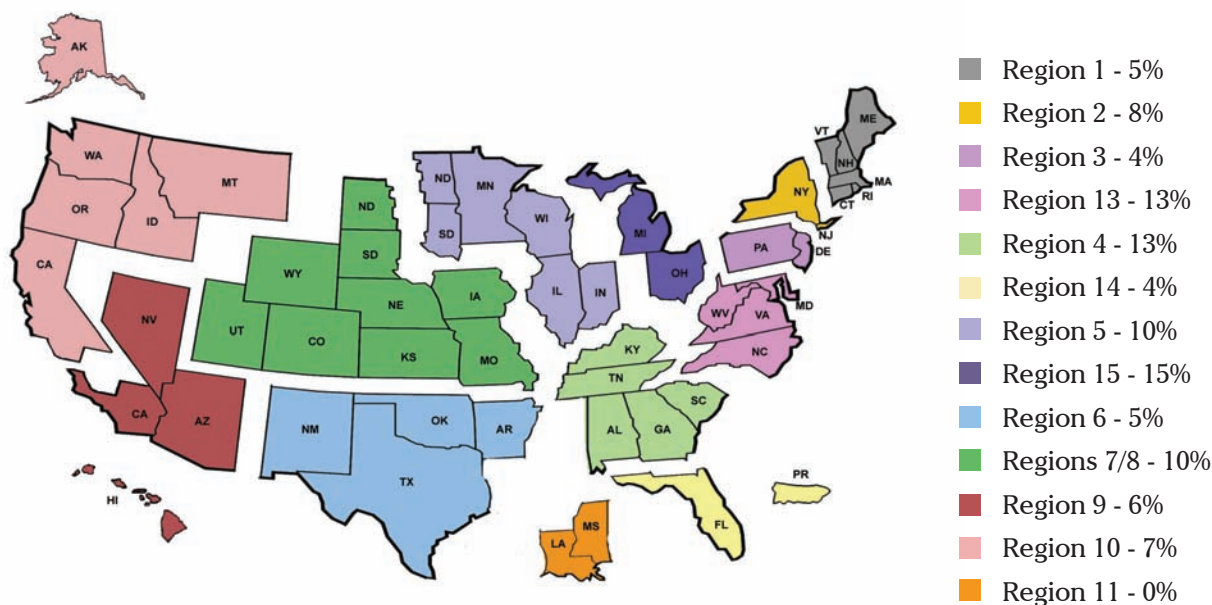 AK
WA
OR
ID
MT
CA
NV
CA
AZ
HI
WY
UT
CO
ND
SD
NE
KS
IA
MO
NM
OK
TX
AR
ND
SD
MN
WI
IL
IN
MI
OH
KY
TN
AL
GA
SC
LA
MS
FL
PR
WV
VA
NC
MD
PA
DE
NJ
NY
VT
NH
ME
MA
RI
CT
Region 1 - 5%
Region 2 - 8%
Region 3 - 4%
Region 13 - 13%
Region 4 - 13%
Region 14 - 4%
Region 5 - 10%
Region 15 - 15%
Region 6 - 5%
Regions 7/8 - 10%
Region 9 - 6%
Region 10 - 7%
Region 11 - 0%